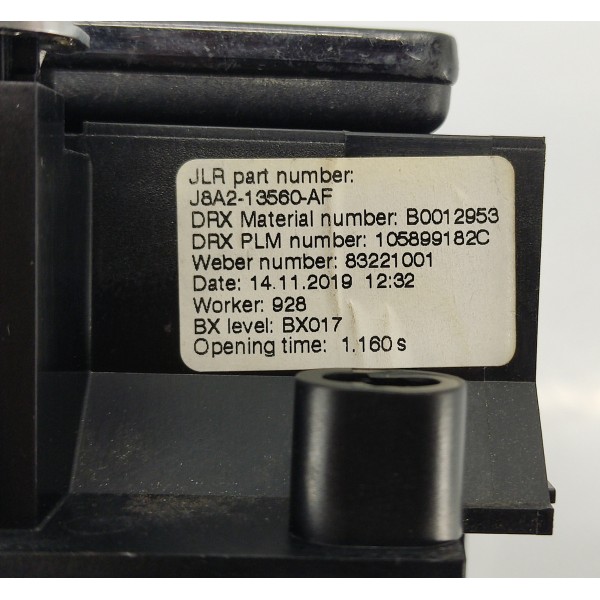 JLR part number:
J8A2-13560-AF
DRX Material number: B0012953
DRX PLM number: 105899182C
Weber number: 83221001
Date: 14.11.2019 12:32
Worker: 928
BX level: BX017
Opening time: 1.160 s